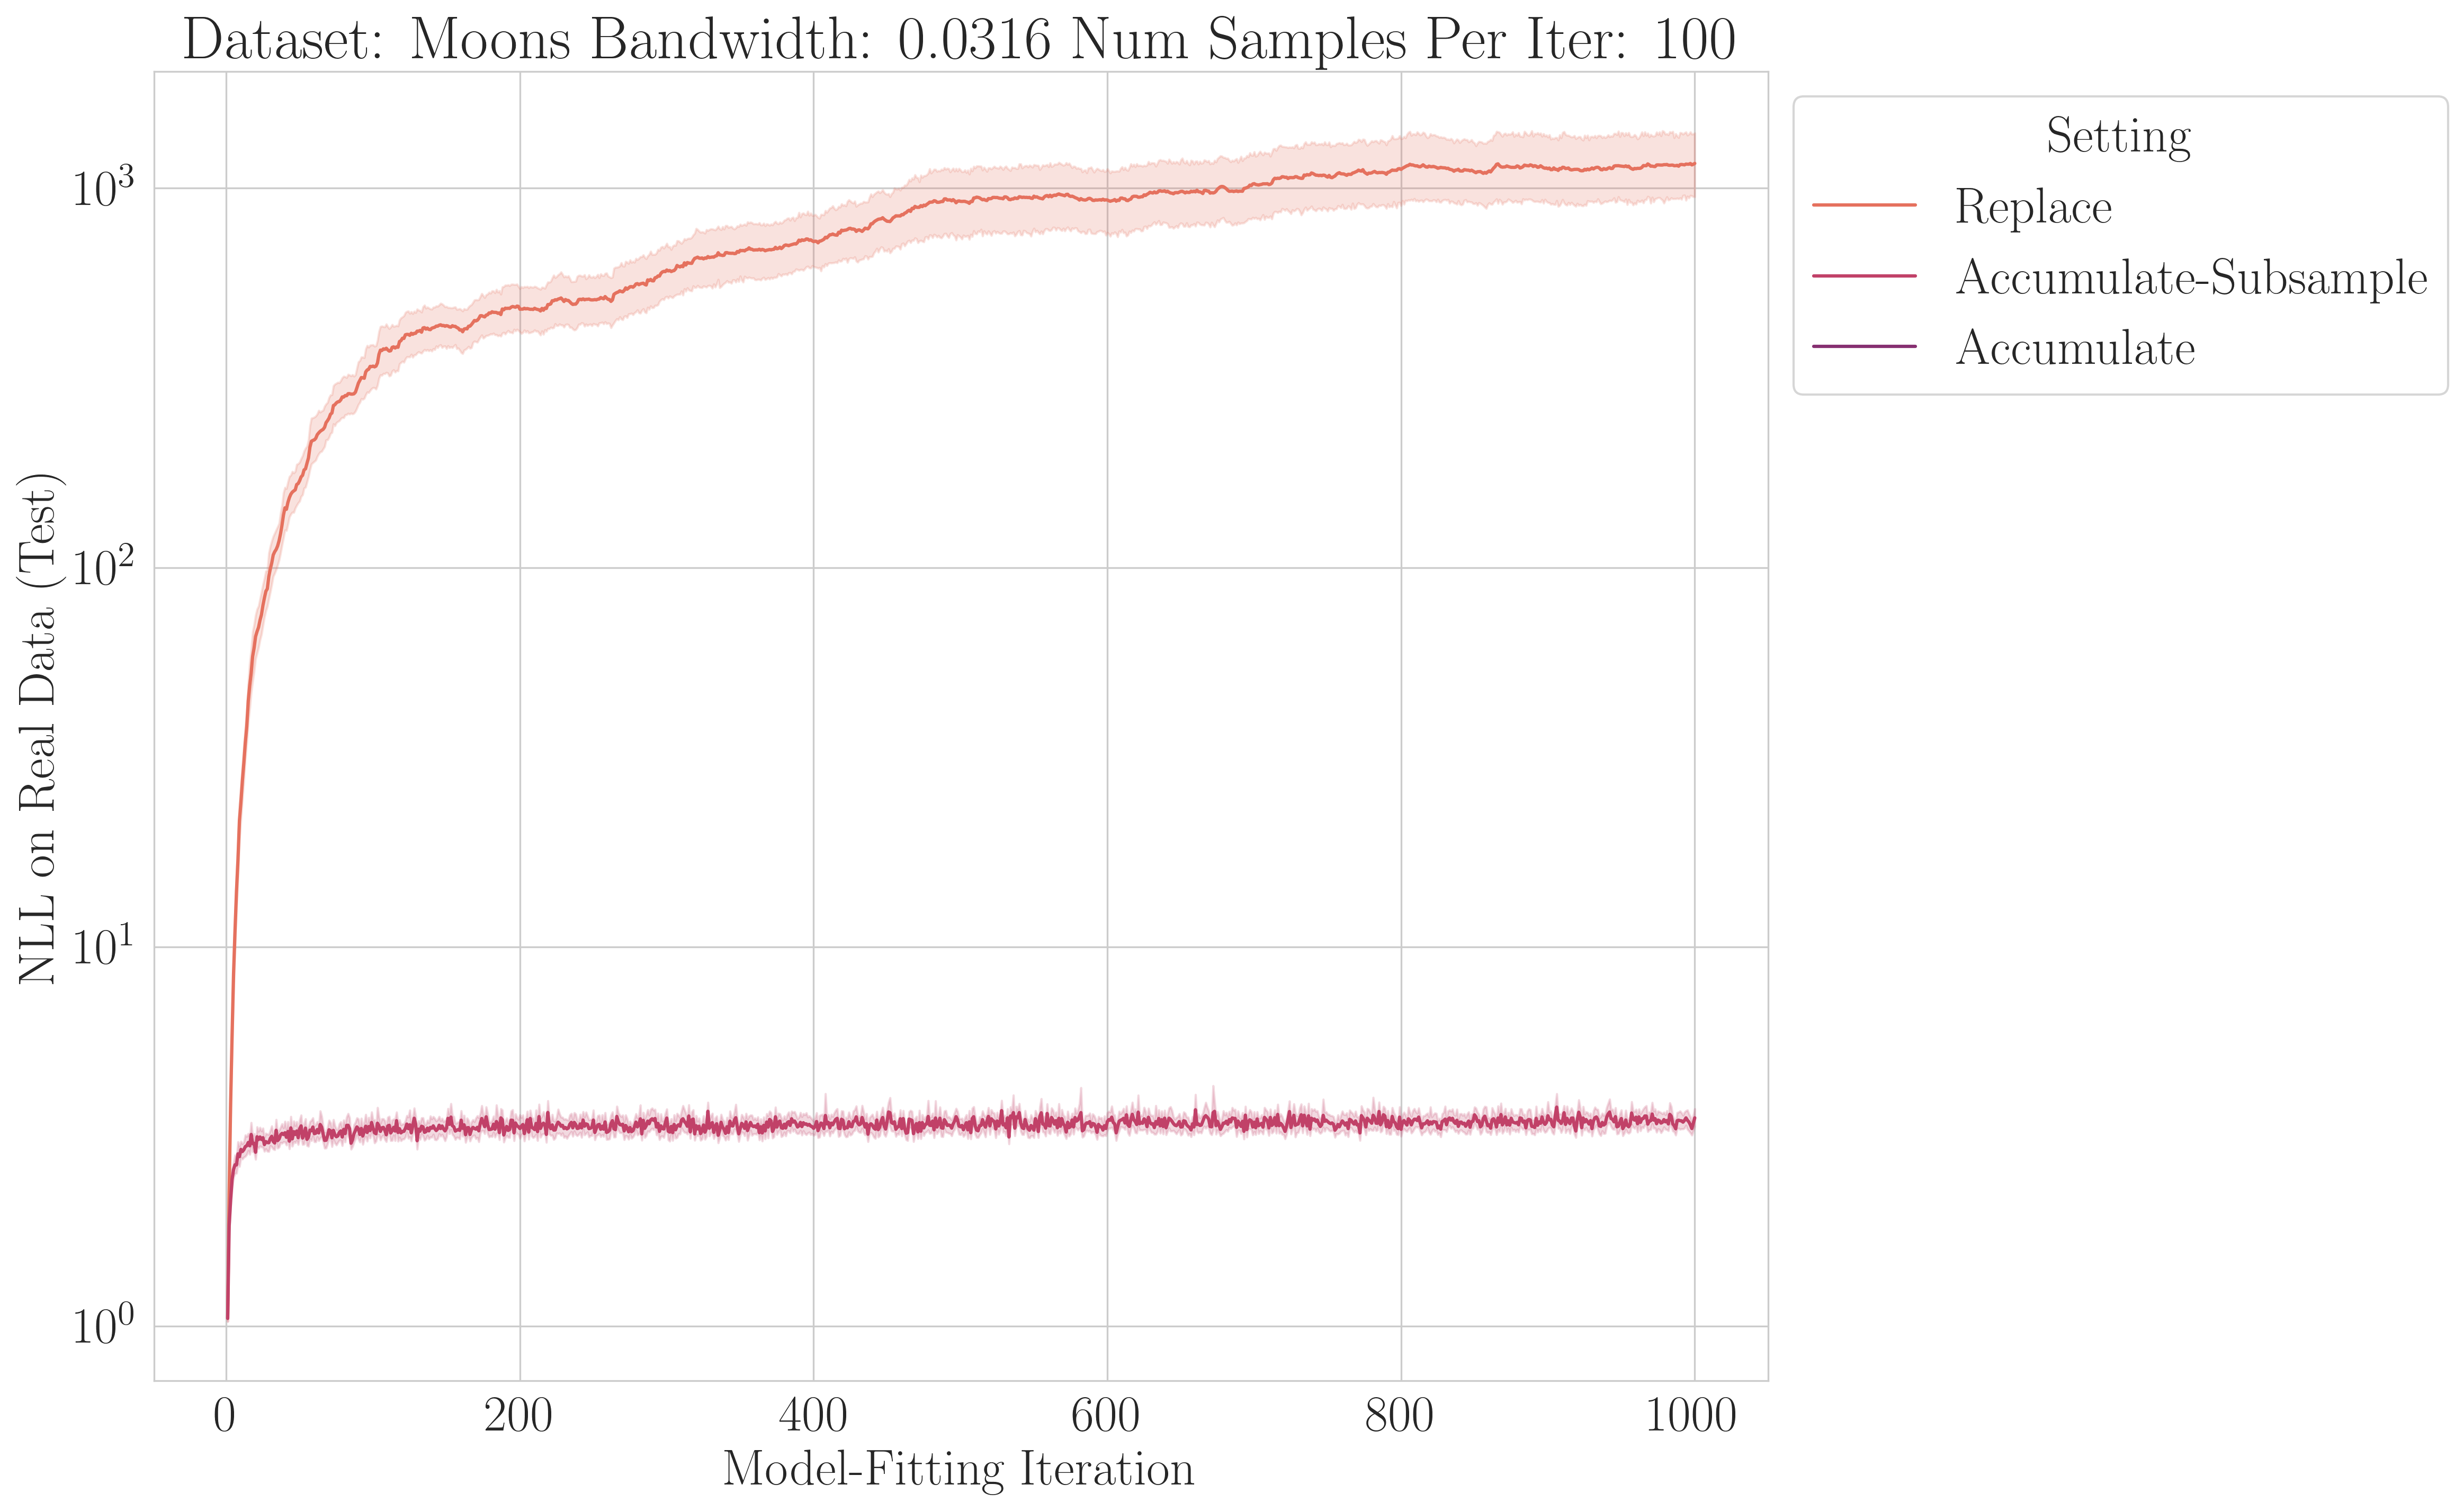 Dataset: Moons Bandwidth: 0.0316 Num Samples Per Iter: 100
NLL on Real Data (Test)
10^3
10^2
10^1
10^0
0 200 400 600 800 1000
Model-Fitting Iteration
Setting
Replace
Accumulate-Subsample
Accumulate